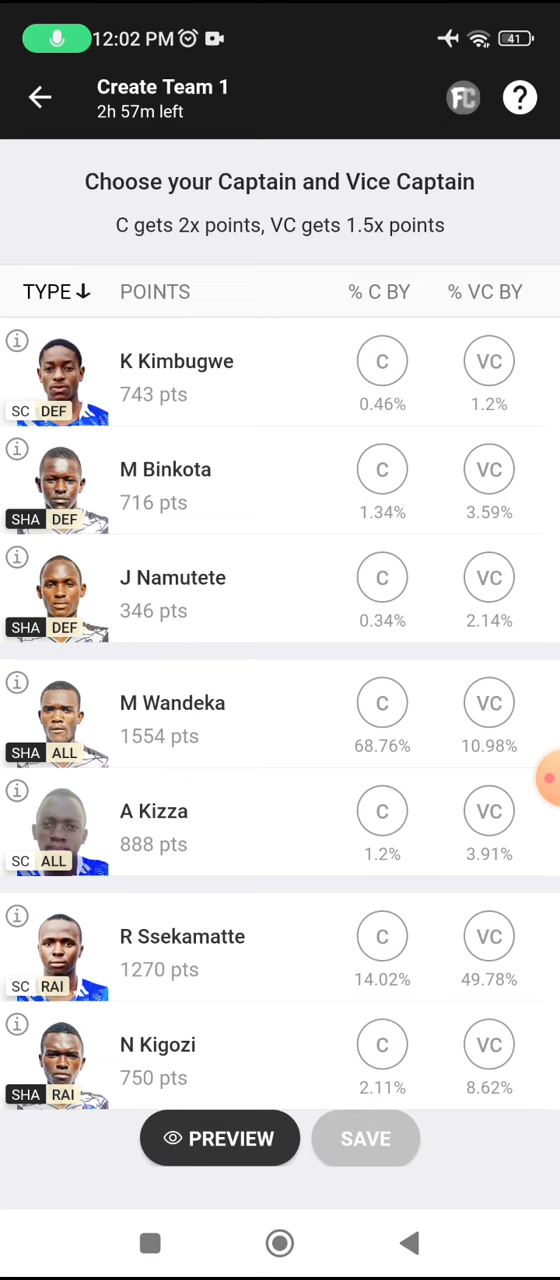 12:02 PM
41
Create Team 1
2h 57m left
FC
?
Choose your Captain and Vice Captain
C gets 2x points, VC gets 1.5x points
TYPE POINTS % C BY % VC BY
K Kimbugwe
743 pts
SC DEF
C
0.46%
VC
1.2%
M Binkota
716 pts
SHA DEF
C
1.34%
VC
3.59%
J Namutete
346 pts
SHA DEF
C
0.34%
VC
2.14%
M Wandeka
1554 pts
SHA ALL
C
68.76%
VC
10.98%
A Kizza
888 pts
SC ALL
C
1.2%
VC
3.91%
R Ssekamatte
1270 pts
SC RAI
C
14.02%
VC
49.78%
N Kigozi
750 pts
SHA RAI
C
2.11%
VC
8.62%
PREVIEW
SAVE